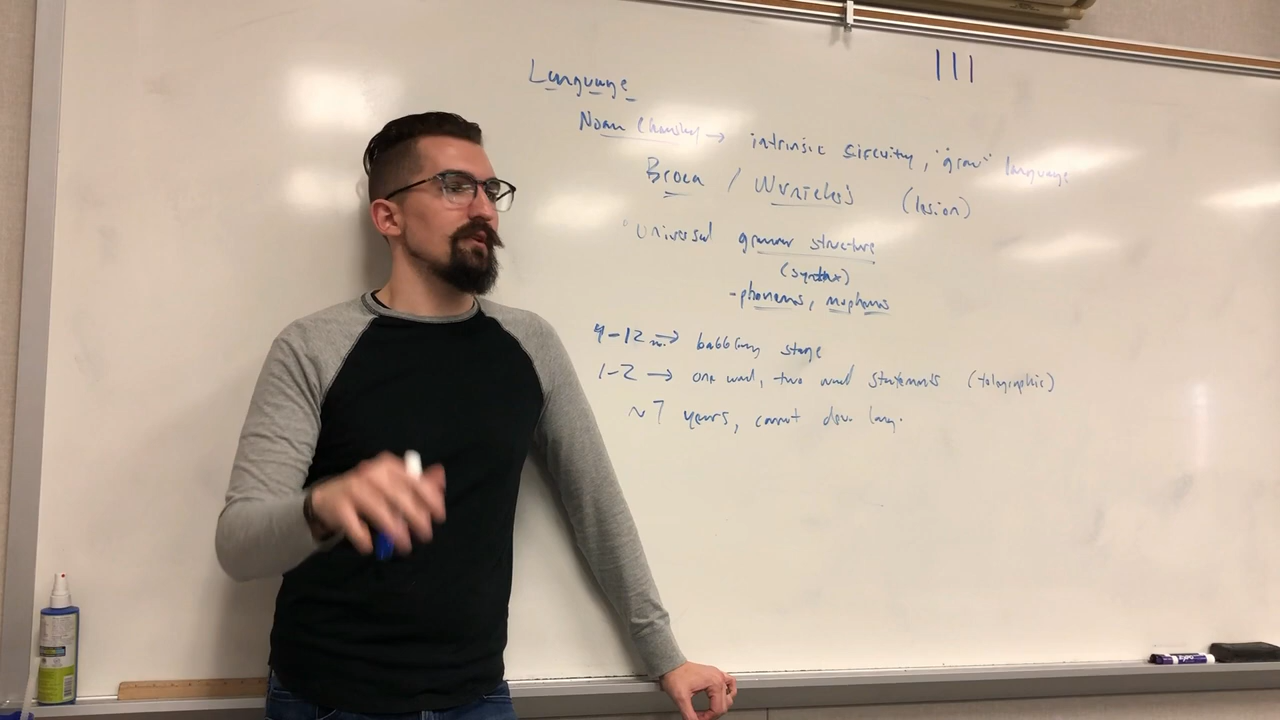 III
Language
Noam Chomsky → intrinsic circuitry, "grow" language
Broca / Wernicke's (lesion)
Universal grammar structure
(syntax)
- phonemes, morphemes
4-12 m. → babbling stage
1-2 → one word, two word statements (telegraphic)
~7 years, cannot dev. lang.